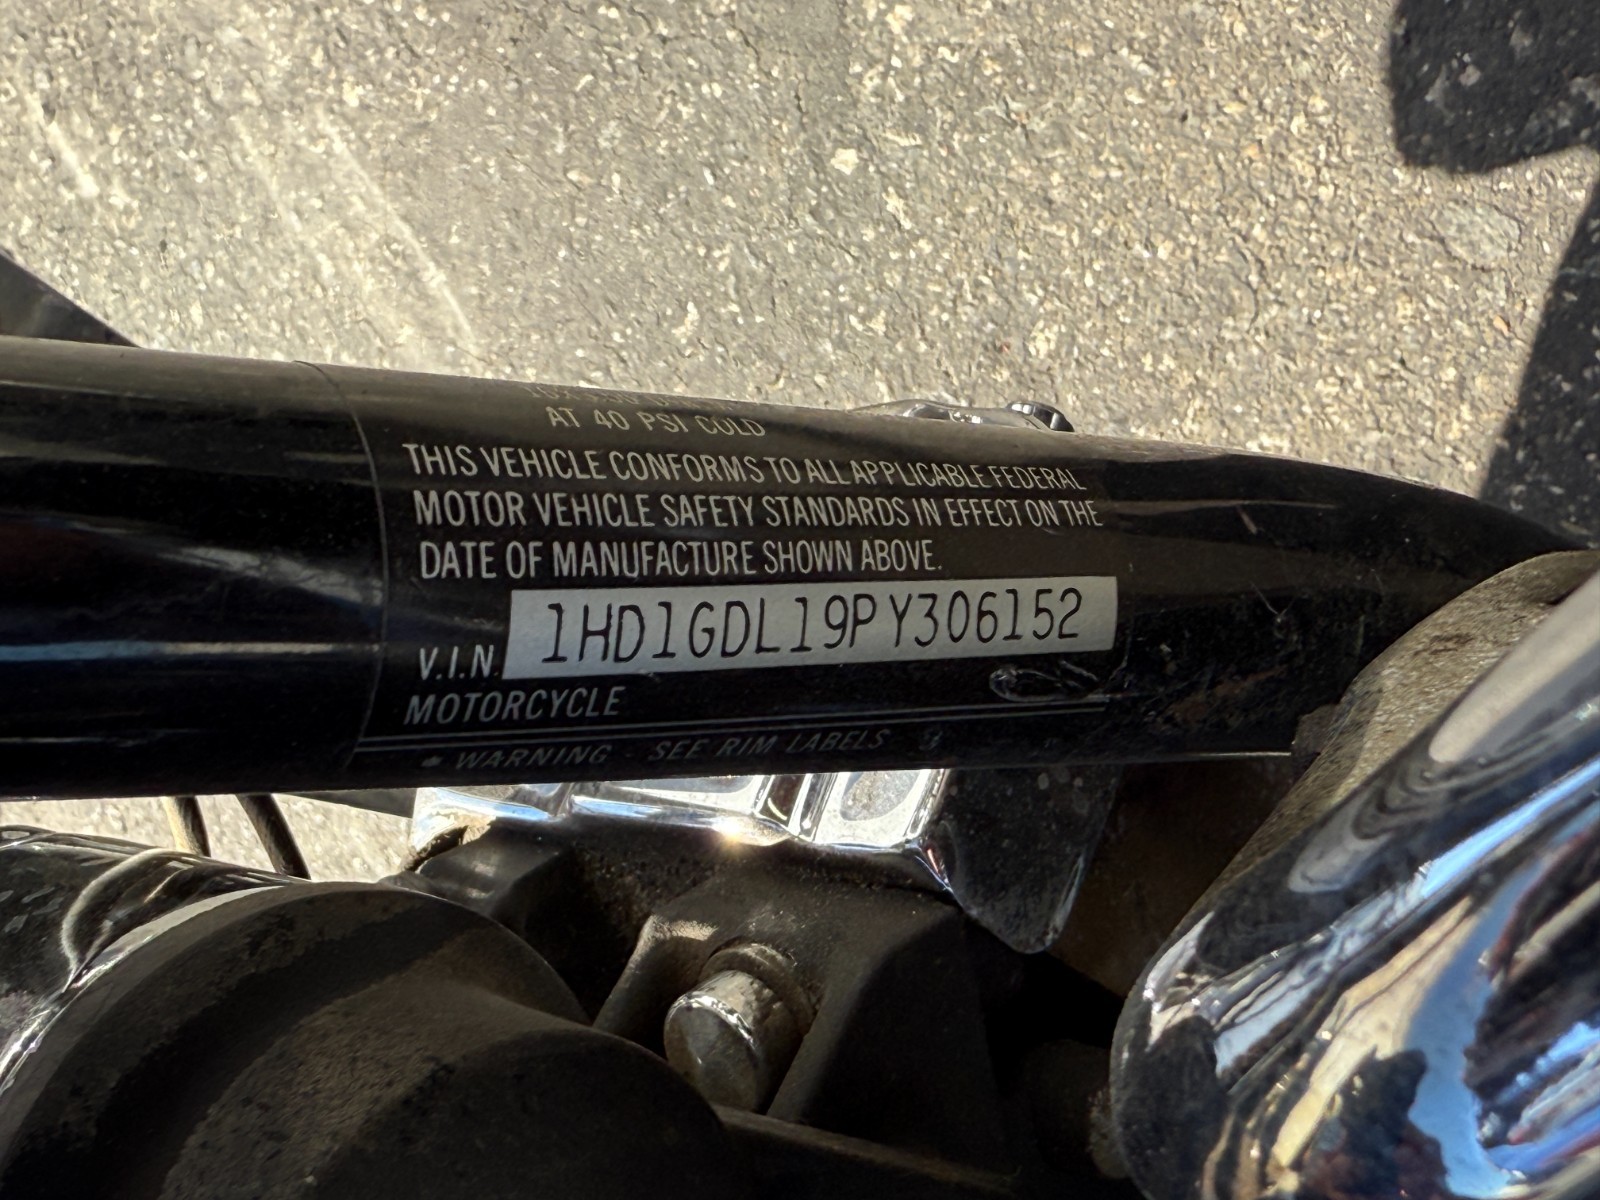 AT 40 PSI COLD
THIS VEHICLE CONFORMS TO ALL APPLICABLE FEDERAL
MOTOR VEHICLE SAFETY STANDARDS IN EFFECT ON THE
DATE OF MANUFACTURE SHOWN ABOVE.
V.I.N. 1HD1GDL19PY306152
MOTORCYCLE
* WARNING - SEE RIM LABELS